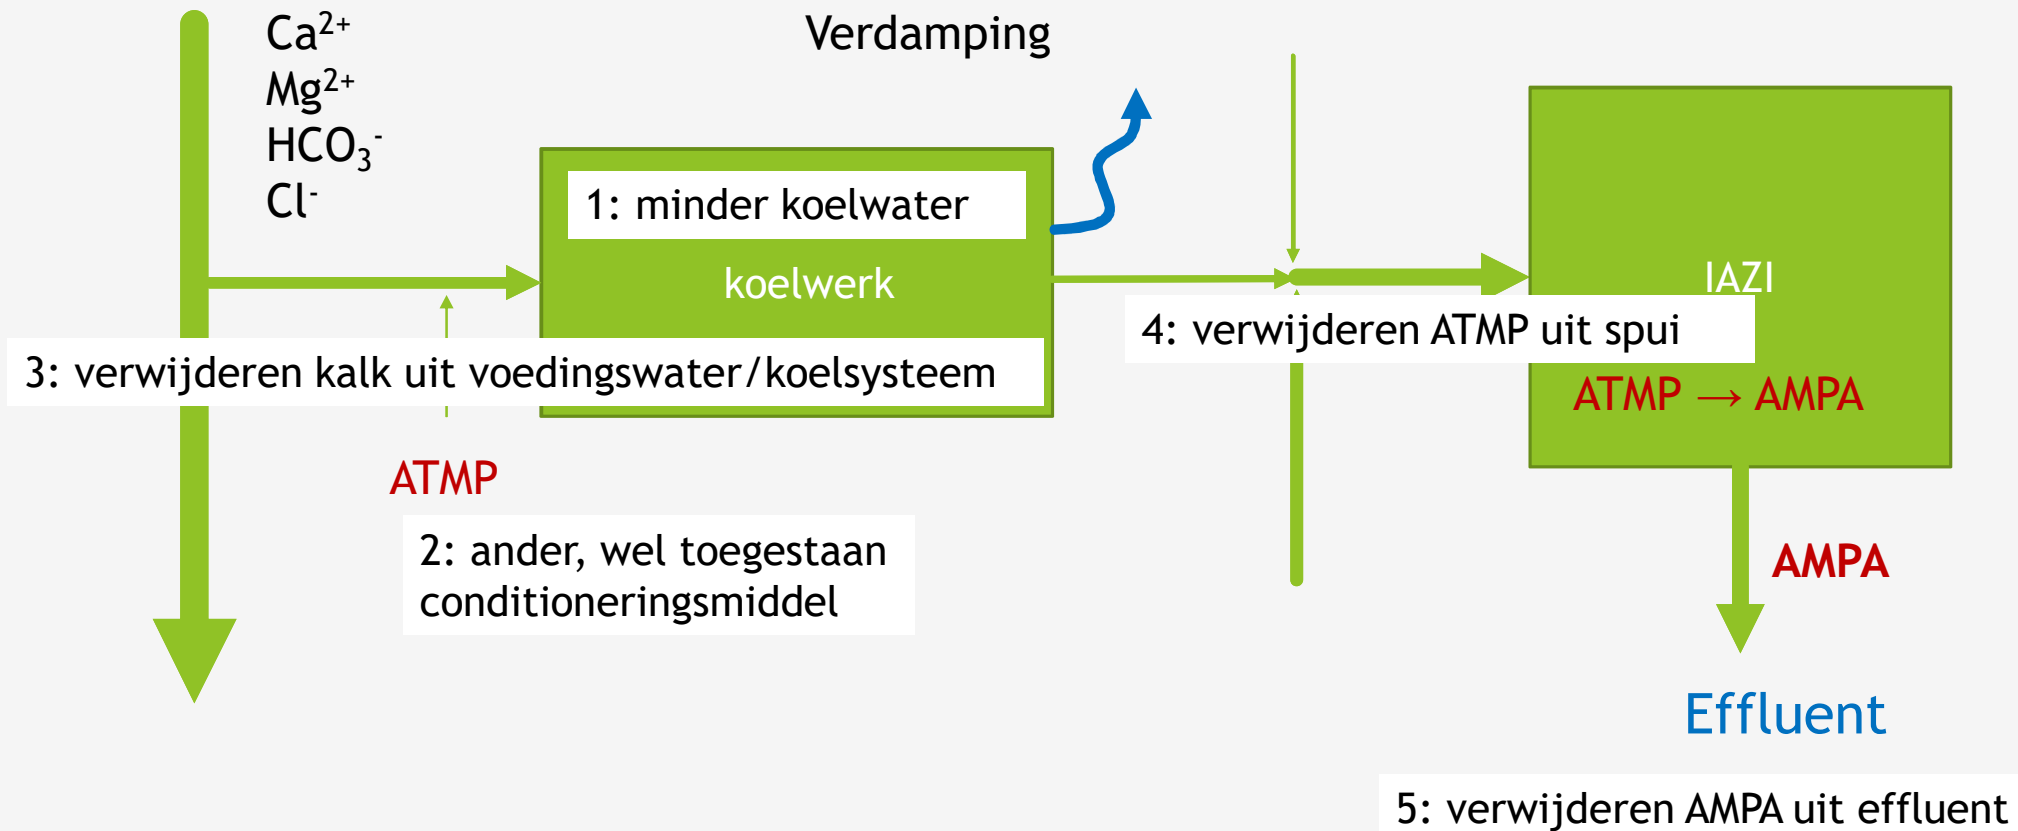 Ca²⁺
Mg²⁺
HCO₃⁻
Cl⁻
Verdamping
1: minder koelwater
koelwerk
IAZI
4: verwijderen ATMP uit spui
3: verwijderen kalk uit voedingswater/koelsysteem
ATMP → AMPA
ATMP
2: ander, wel toegestaan
conditioneringsmiddel
AMPA
Effluent
5: verwijderen AMPA uit effluent